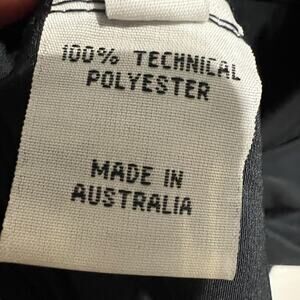 100% TECHNICAL
POLYESTER
MADE IN
AUSTRALIA